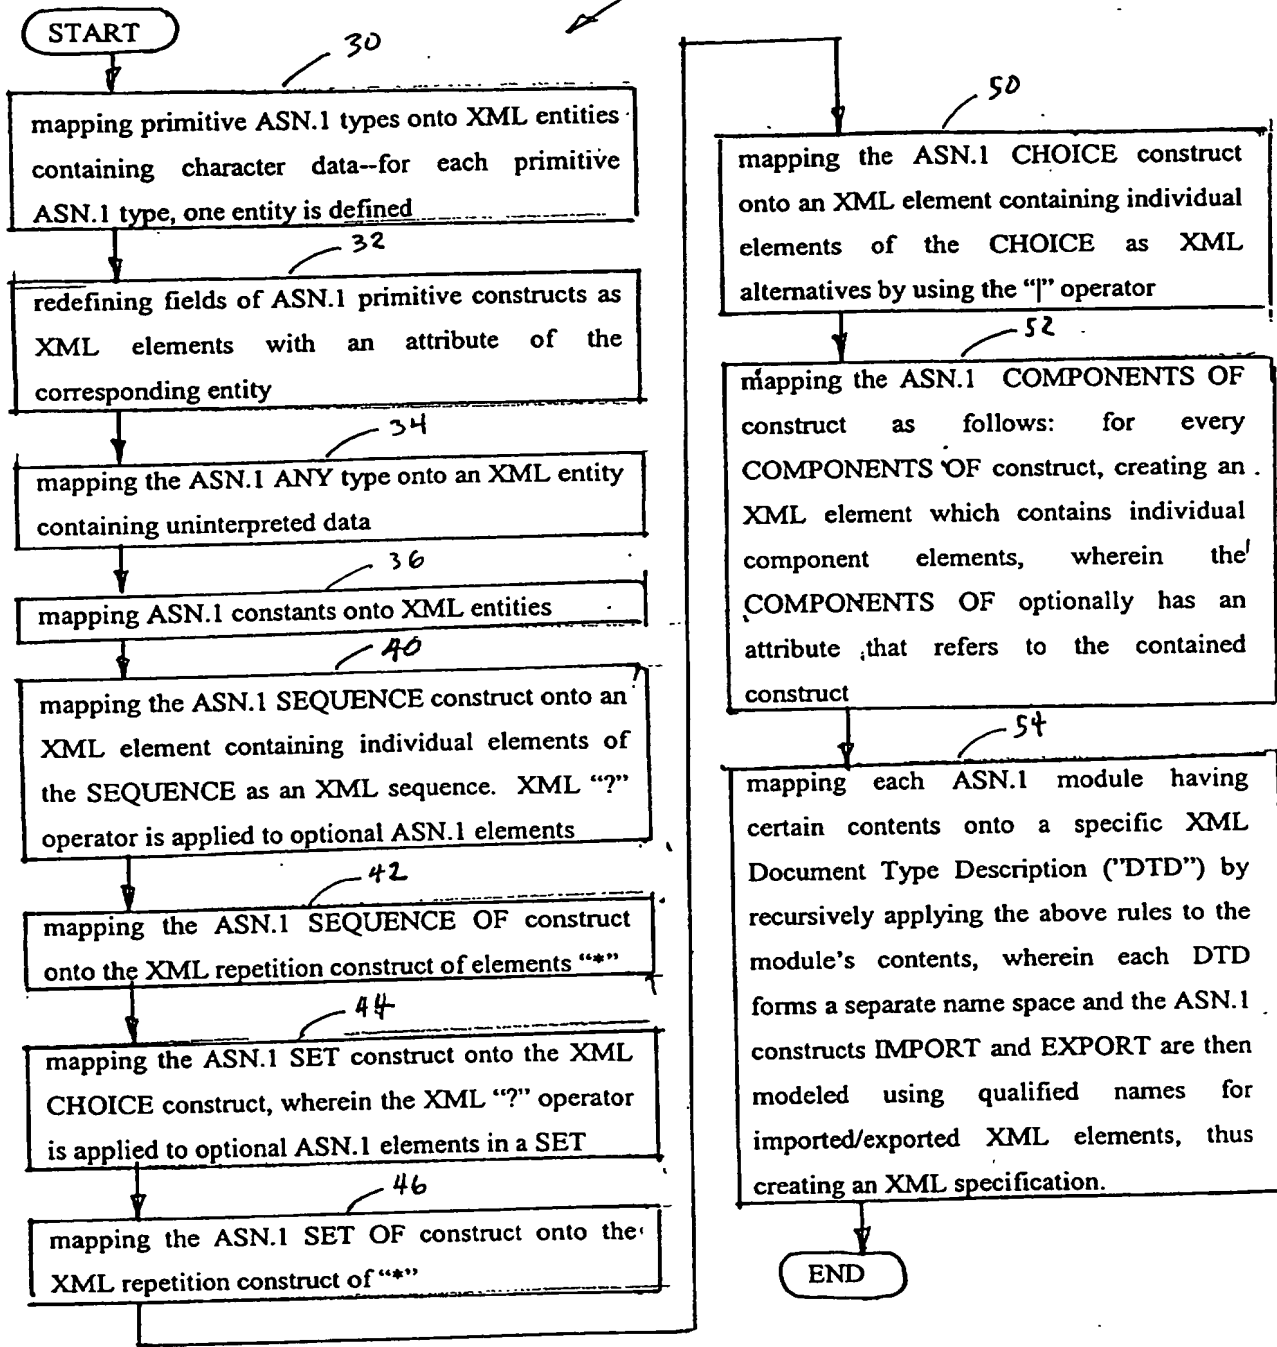 START
30
mapping primitive ASN.1 types onto XML entities
containing character data--for each primitive
ASN.1 type, one entity is defined
32
redefining fields of ASN.1 primitive constructs as
XML elements with an attribute of the
corresponding entity
34
mapping the ASN.1 ANY type onto an XML entity
containing uninterpreted data
36
mapping ASN.1 constants onto XML entities
40
mapping the ASN.1 SEQUENCE construct onto an
XML element containing individual elements of
the SEQUENCE as an XML sequence. XML “?”
operator is applied to optional ASN.1 elements
42
mapping the ASN.1 SEQUENCE OF construct
onto the XML repetition construct of elements “*”
44
mapping the ASN.1 SET construct onto the XML
CHOICE construct, wherein the XML “?” operator
is applied to optional ASN.1 elements in a SET
46
mapping the ASN.1 SET OF construct onto the
XML repetition construct of “*”
50
mapping the ASN.1 CHOICE construct
onto an XML element containing individual
elements of the CHOICE as XML
alternatives by using the “|” operator
52
mapping the ASN.1 COMPONENTS OF
construct as follows: for every
COMPONENTS OF construct, creating an
XML element which contains individual
component elements, wherein the
COMPONENTS OF optionally has an
attribute that refers to the contained
construct
54
mapping each ASN.1 module having
certain contents onto a specific XML
Document Type Description ("DTD") by
recursively applying the above rules to the
module's contents, wherein each DTD
forms a separate name space and the ASN.1
constructs IMPORT and EXPORT are then
modeled using qualified names for
imported/exported XML elements, thus
creating an XML specification.
END